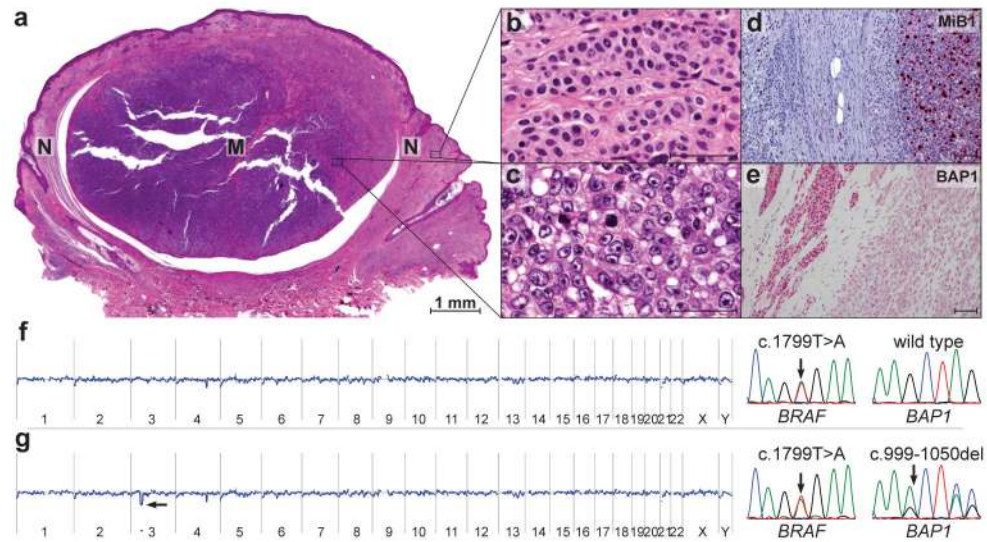 a
N
M
N
1 mm
b
c
d
MiB1
e
BAP1
f
1 2 3 4 5 6 7 8 9 10 11 12 13 14 15 16 17 18 19 20 21 22 X Y
c.1799T>A
wild type
BRAF
BAP1
g
1 2 3 4 5 6 7 8 9 10 11 12 13 14 15 16 17 18 19 20 21 22 X Y
c.1799T>A
c.999-1050del
BRAF
BAP1